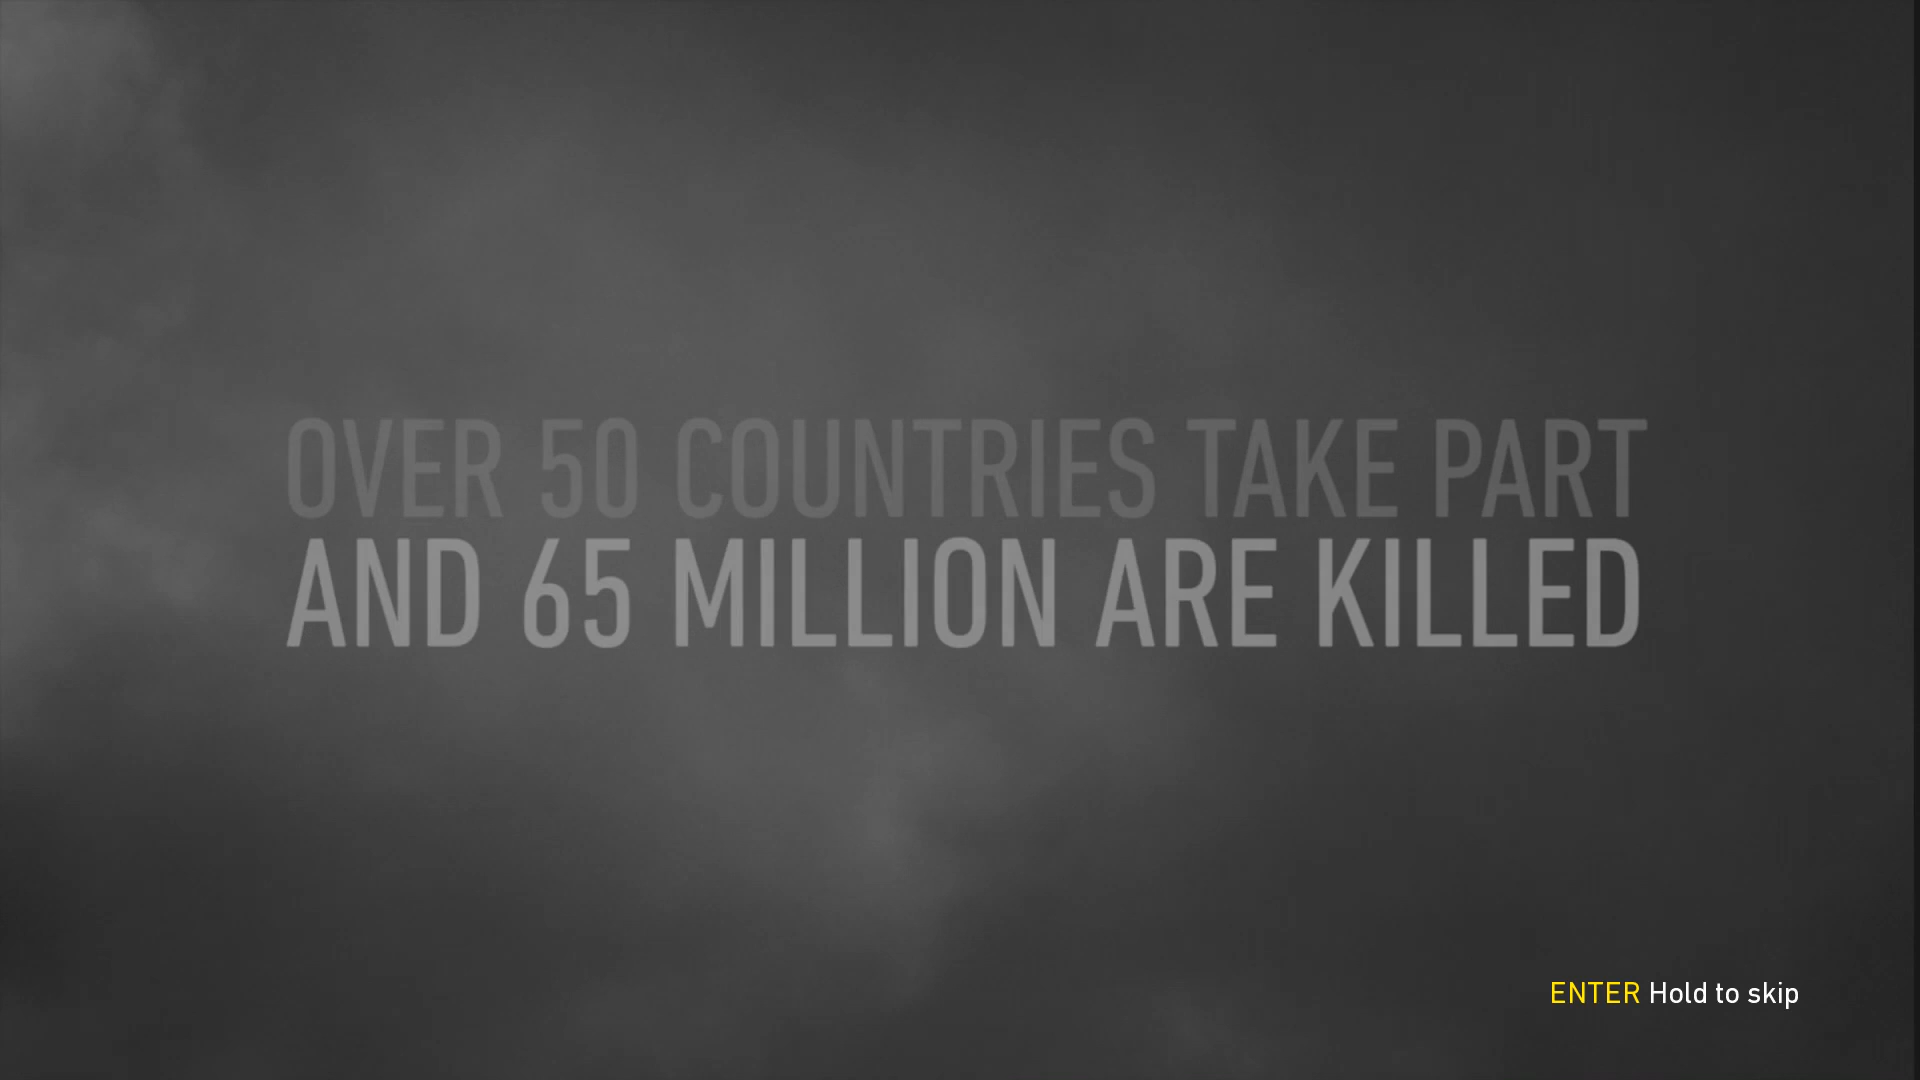 OVER 50 COUNTRIES TAKE PART
AND 65 MILLION ARE KILLED
ENTER Hold to skip